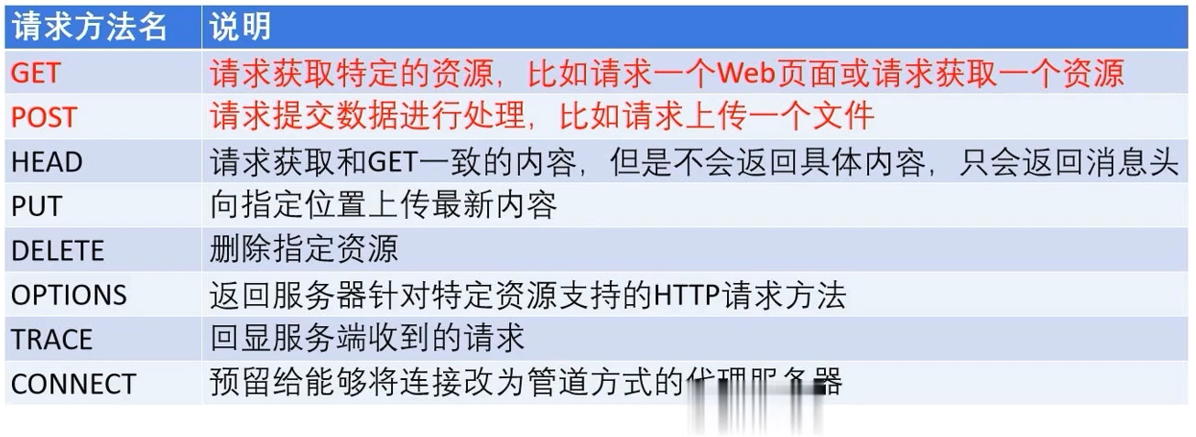 请求方法名 说明
GET 请求获取特定的资源，比如请求一个Web页面或请求获取一个资源
POST 请求提交数据进行处理，比如请求上传一个文件
HEAD 请求获取和GET一致的内容，但是不会返回具体内容，只会返回消息头
PUT 向指定位置上传最新内容
DELETE 删除指定资源
OPTIONS 返回服务器针对特定资源支持的HTTP请求方法
TRACE 回显服务端收到的请求
CONNECT 预留给能够将连接改为管道方式的代理服务器